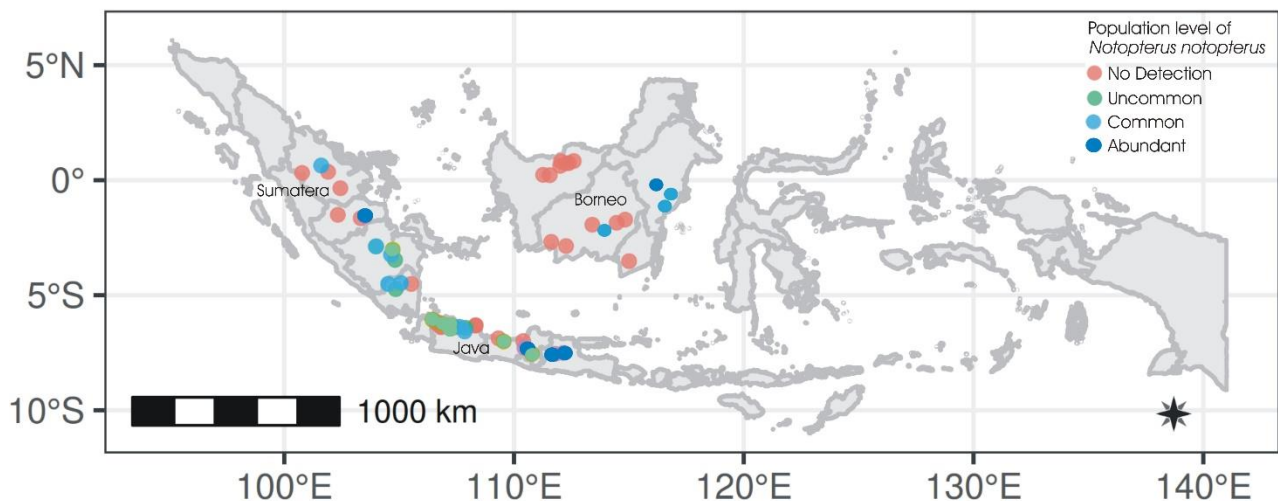 Population level of
Notopterus notopterus
No Detection
Uncommon
Common
Abundant
5°N
0°
5°S
10°S
Sumatera
Borneo
Java
1000 km
100°E
110°E
120°E
130°E
140°E